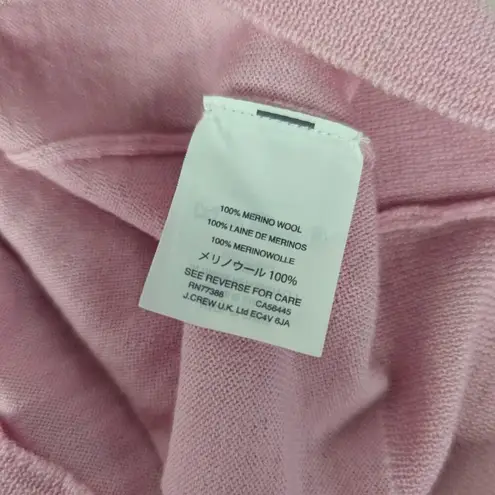 100% MERINO WOOL
100% LAINE DE MERINOS
100% MERINOWOLLE
メリノウール 100%
SEE REVERSE FOR CARE
RN77388 CA56445
J.CREW U.K. Ltd EC4V 6JA